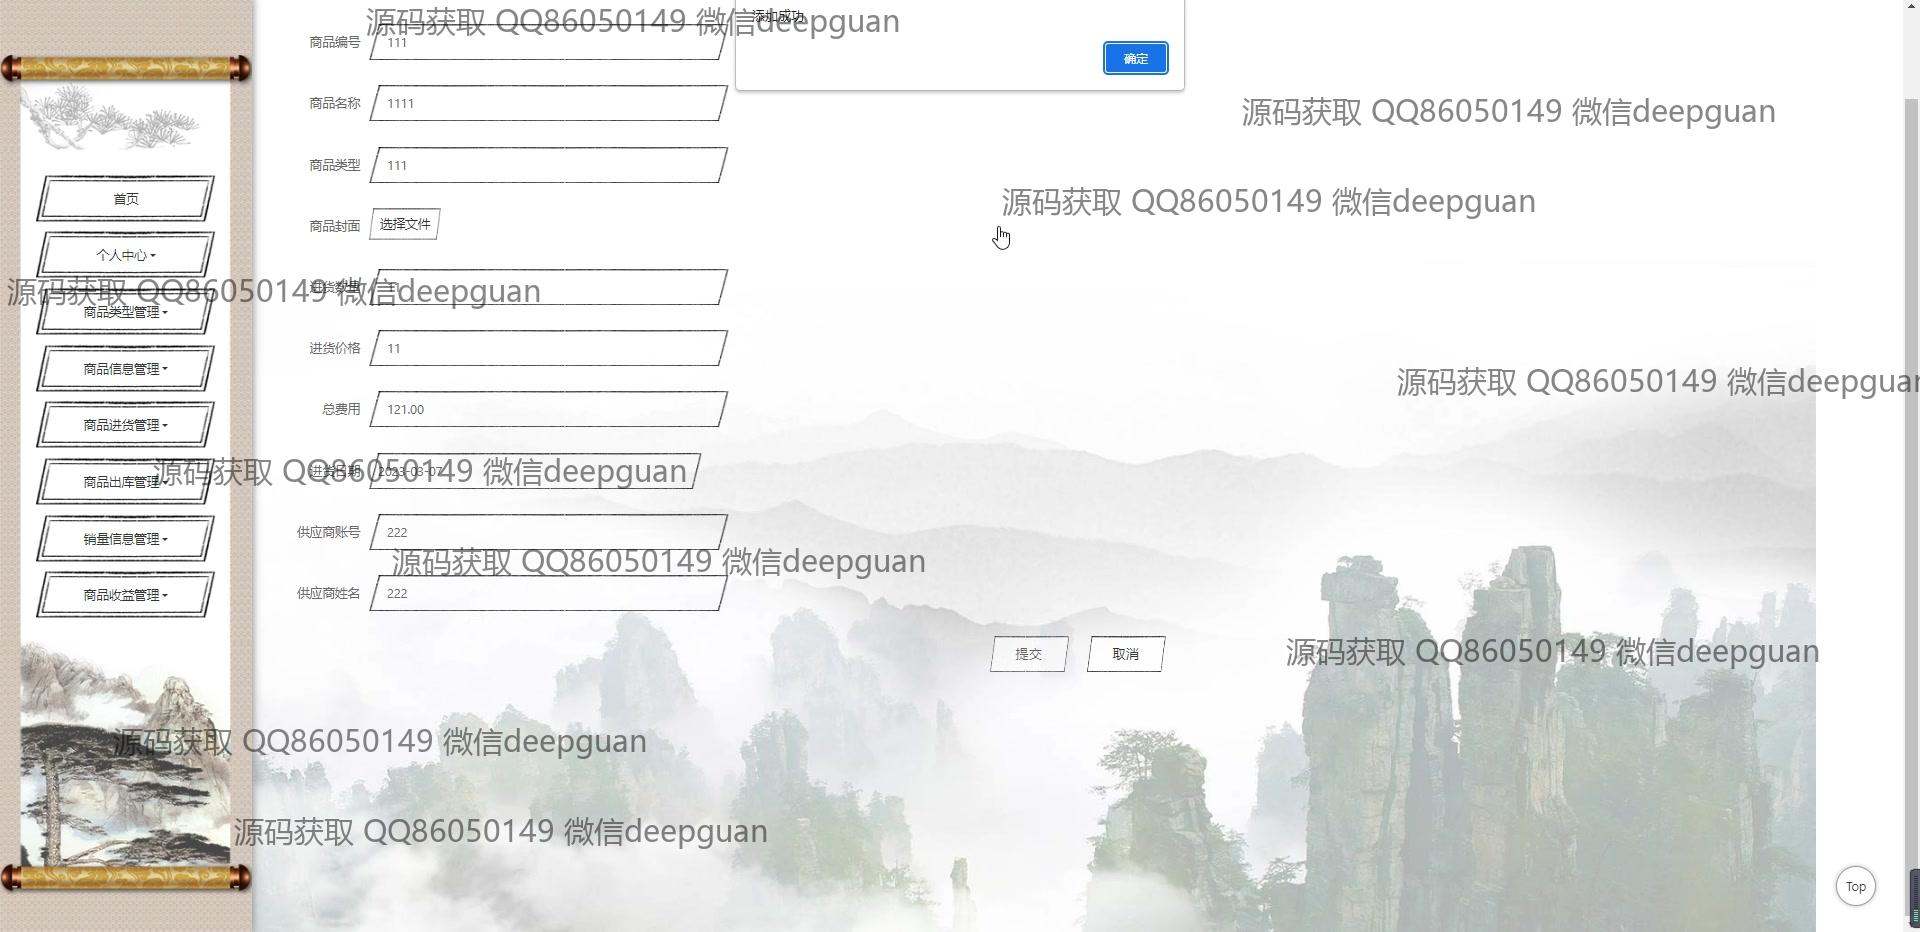 添加成功
确定
源码获取 QQ86050149 微信deepguan
商品编号 111
商品名称 1111
源码获取 QQ86050149 微信deepguan
商品类型 111
首页
源码获取 QQ86050149 微信deepguan
商品封面 选择文件
个人中心
源码获取 QQ86050149 微信deepguan
商品类型管理
进货价格 11
商品信息管理
源码获取 QQ86050149 微信deepguan
总费用 121.00
商品进货管理
进货日期 2023-03-07
源码获取 QQ86050149 微信deepguan
商品出库管理
供应商账号 222
销量信息管理
源码获取 QQ86050149 微信deepguan
供应商姓名 222
商品收益管理
提交
取消
源码获取 QQ86050149 微信deepguan
源码获取 QQ86050149 微信deepguan
源码获取 QQ86050149 微信deepguan
Top